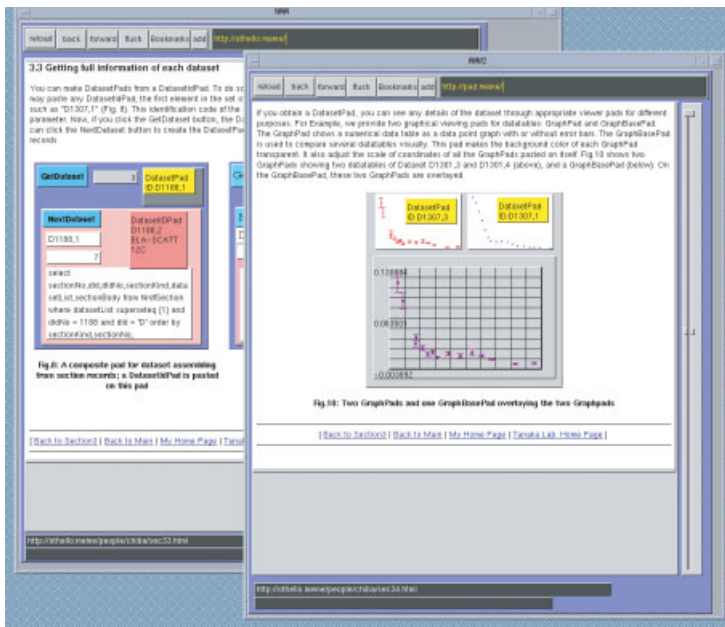 WWW
reload back forward flush Bookmarks add http://othello.meme/
3.3 Getting full information of each dataset
You can make DatasetPads from a DatasetIdPad. To do so
may paste any DatasetIdPad, the first element in the set of
such as "D1307,1" (Fig. 8). This identification code of the
parameter. Now, if you click the GetDataset button, the Da
can click the NextDataset button to create the DatasetPad
records.
GetDataset 3 DatasetPad
ID:D1188,1
NextDataset DatasetIDPad
D1188,2
D1188,1 ELA-SCATT
12C
7
select
sectionNo,did,didNo,sectionKind,data
setList,sectionBody from NrdfSection
where datasetList superseteq {1} and
didNo = 1188 and did = 'D' order by
sectionKind,sectionNo;
Fig.8: A composite pad for dataset assembling
from section records; a DatasetIdPad is pasted
on this pad
[ Back to Section3 | Back to Main | My Home Page | Tanaka
http://othello.meme/people/chiba/sec33.html
WWW2
reload back forward flush Bookmarks add http://pad.meme/
If you obtain a DatasetPad, you can see any details of the dataset through appropriate viewer pads for different
purposes. For Example, we provide two graphical viewing pads for datatables: GraphPad and GraphBasePad.
The GraphPad shows a numerical data table as a data point graph with or without error bars. The GraphBasePad
is used to compare several datatables visually. This pad makes the background color of each GraphPad
transparent. It also adjust the scale of coordinates of all the GraphPads pasted on itself. Fig.10 shows two
GraphPads showing two datatables of Dataset D1301,3 and D1301,4 (above), and a GraphBasePad (below). On
the GraphBasePad, these two GraphPads are overlayed.
DatasetPad
ID:D1307,3
DatasetPad
ID:D1307,1
Fig.10: Two GraphPads and one GraphBasePad overlaying the two Graphpads
[ Back to Section3 | Back to Main | My Home Page | Tanaka Lab. Home Page ]
http://othello.meme/people/chiba/sec34.html